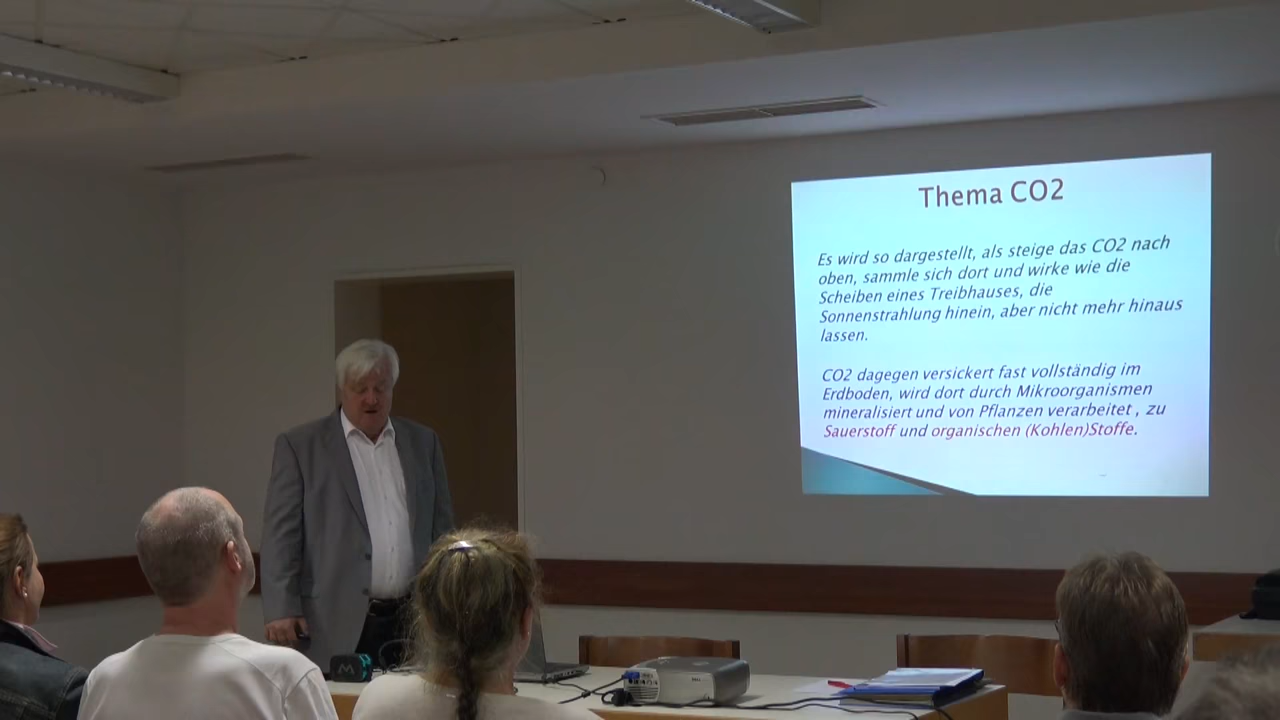 Thema CO2
Es wird so dargestellt, als steige das CO2 nach
oben, sammle sich dort und wirke wie die
Scheiben eines Treibhauses, die
Sonnenstrahlung hinein, aber nicht mehr hinaus
lassen.
CO2 dagegen versickert fast vollständig im
Erdboden, wird dort durch Mikroorganismen
mineralisiert und von Pflanzen verarbeitet , zu
Sauerstoff und organischen (Kohlen)Stoffe.
M
DELL